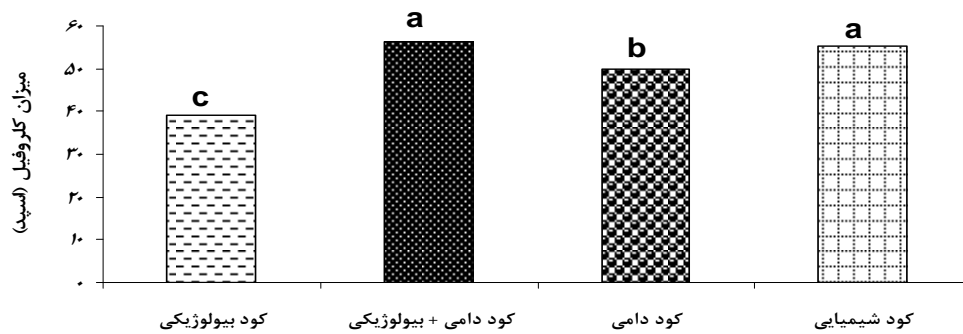 میزان کلروفیل (اسپد)
۶۰
۵۰
۴۰
۳۰
۲۰
۱۰
۰
c
a
b
a
کود بیولوژیکی
کود دامی + بیولوژیکی
کود دامی
کود شیمیایی